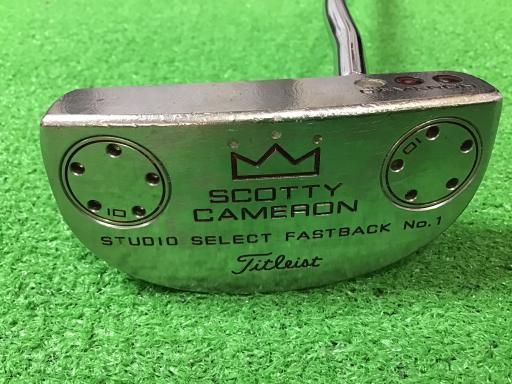 SCOTTY
CAMERON
STUDIO SELECT FASTBACK No.1
Titleist
10
10